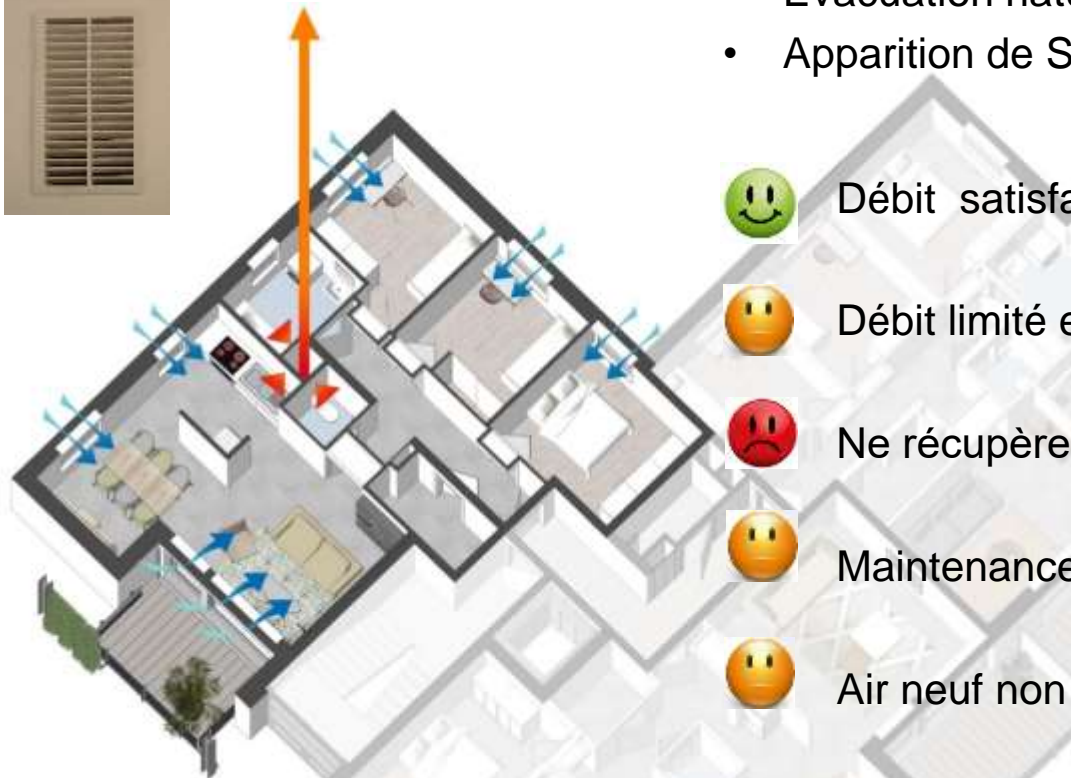 • Apparition de S
Débit satisfa
Débit limité e
Ne récupère
Maintenance
Air neuf non